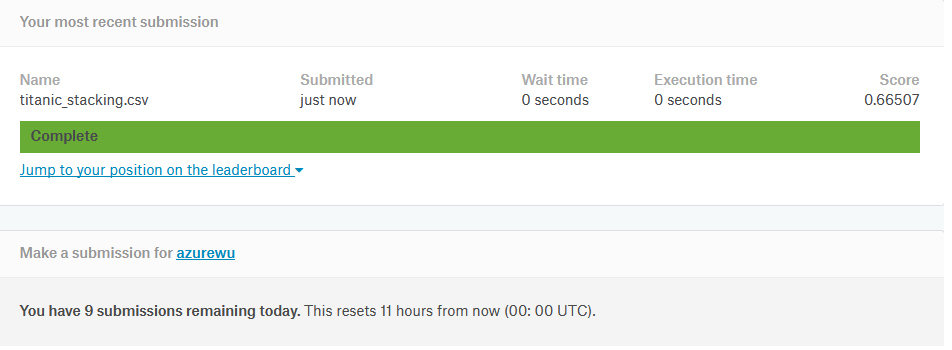 Your most recent submission
Name Submitted Wait time Execution time Score
titanic_stacking.csv just now 0 seconds 0 seconds 0.66507
Complete
Jump to your position on the leaderboard
Make a submission for azurewu
You have 9 submissions remaining today. This resets 11 hours from now (00: 00 UTC).